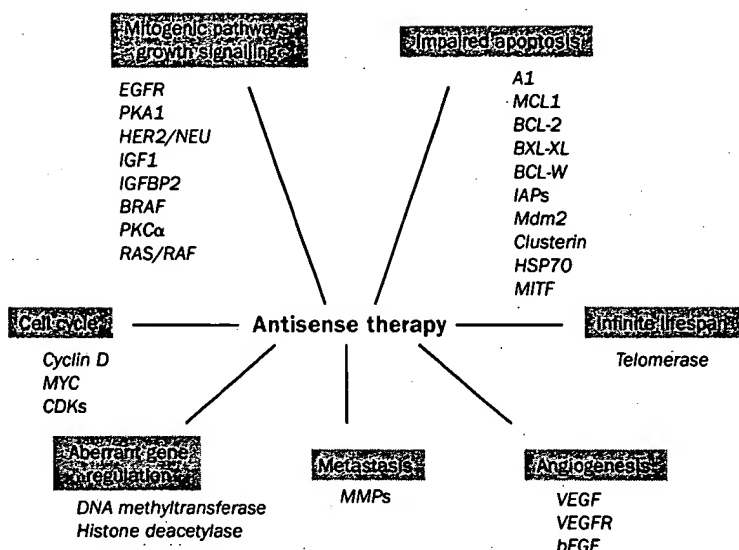 Mitogenic pathways
growth signalling
EGFR
PKA1
HER2/NEU
IGF1
IGFBP2
BRAF
PKCα
RAS/RAF
Impaired apoptosis
A1
MCL1
BCL-2
BXL-XL
BCL-W
IAPs
Mdm2
Clusterin
HSP70
MITF
Cell cycle
Cyclin D
MYC
CDKs
Antisense therapy
Infinite lifespan
Telomerase
Aberrant gene
regulation
DNA methyltransferase
Histone deacetylase
Metastasis
MMPs
Angiogenesis
VEGF
VEGFR
bFGF